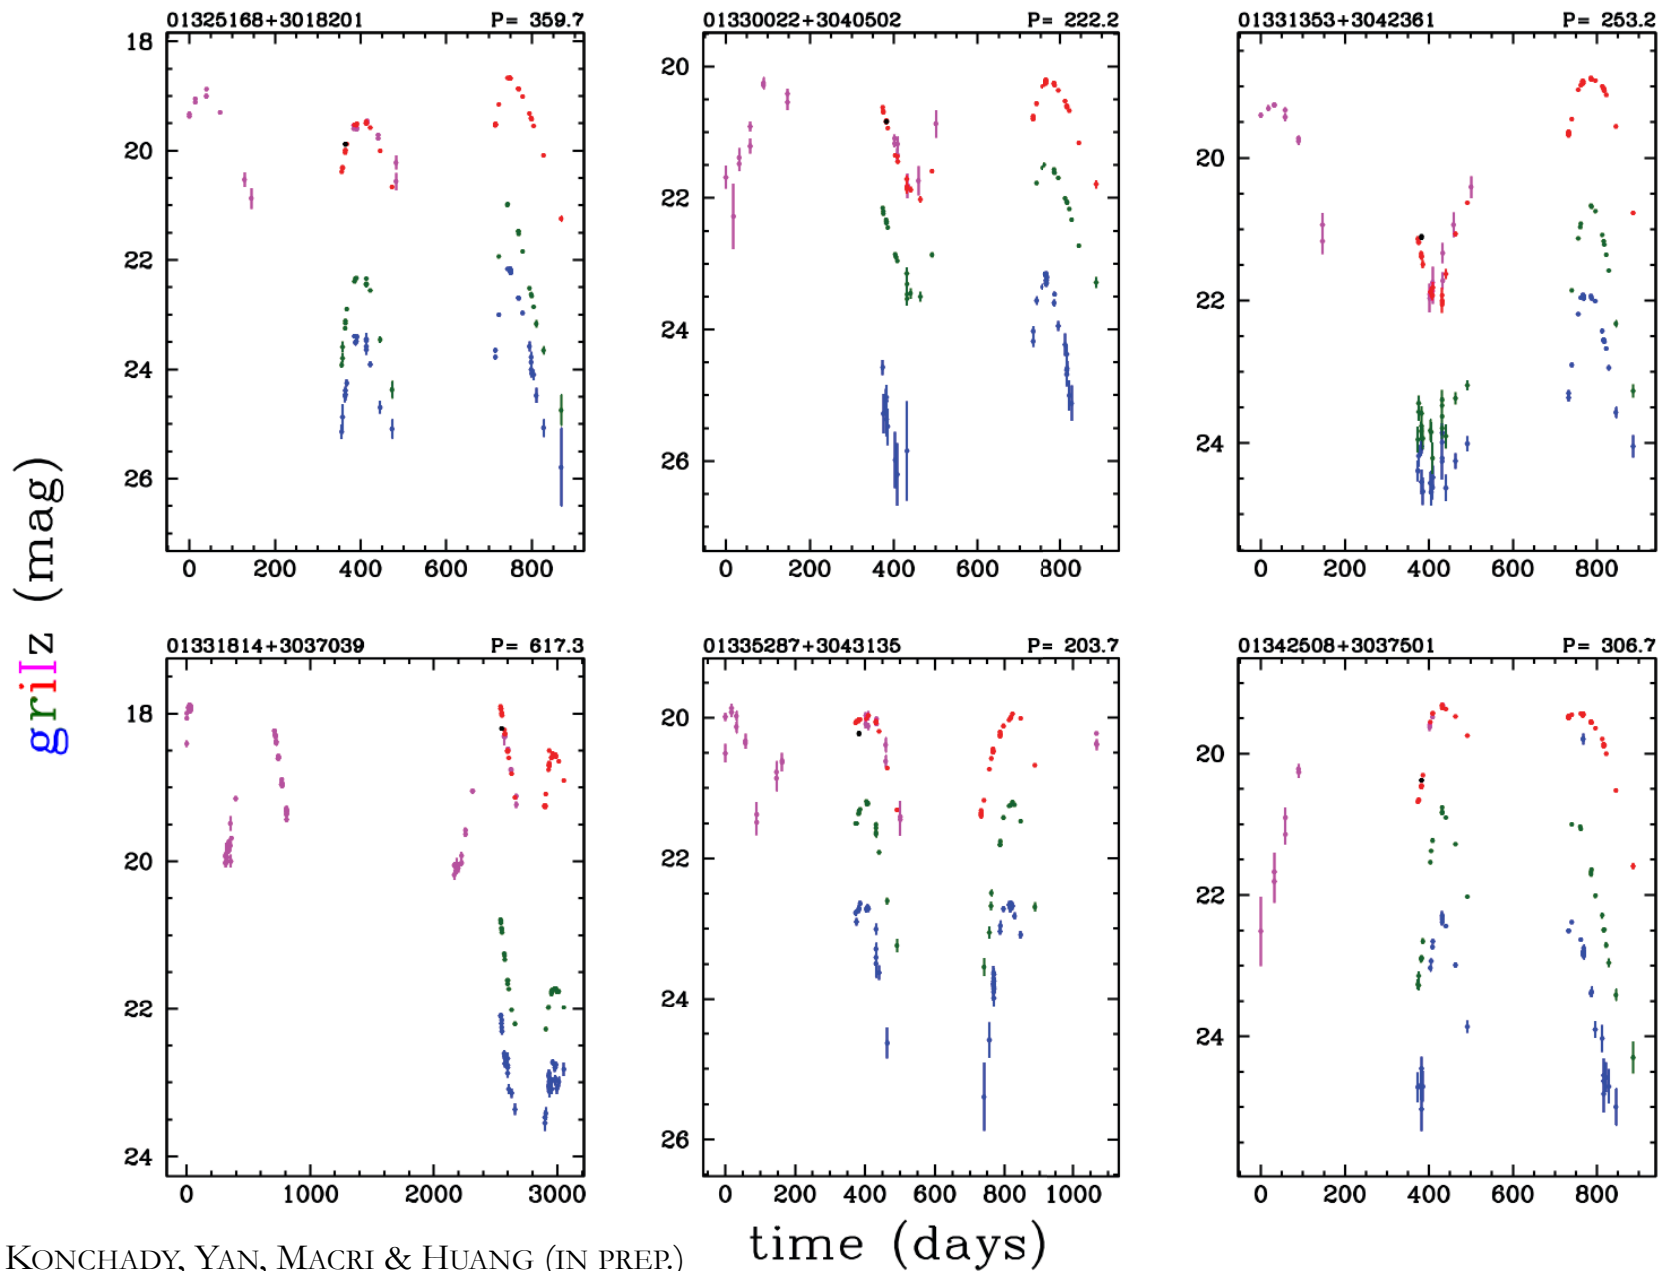 01325168+3018201 P= 359.7
01330022+3040502 P= 222.2
01331353+3042361 P= 253.2
18
20
22
24
26
0 200 400 600 800
20
22
24
26
0 200 400 600 800
20
22
24
0 200 400 600 800
01331814+3037039 P= 617.3
01335287+3043135 P= 203.7
01342508+3037501 P= 306.7
18
20
22
24
0 1000 2000 3000
20
22
24
26
0 200 400 600 800 1000
20
22
24
0 200 400 600 800
griIz (mag)
time (days)
KONCHADY, YAN, MACRI & HUANG (IN PREP.)